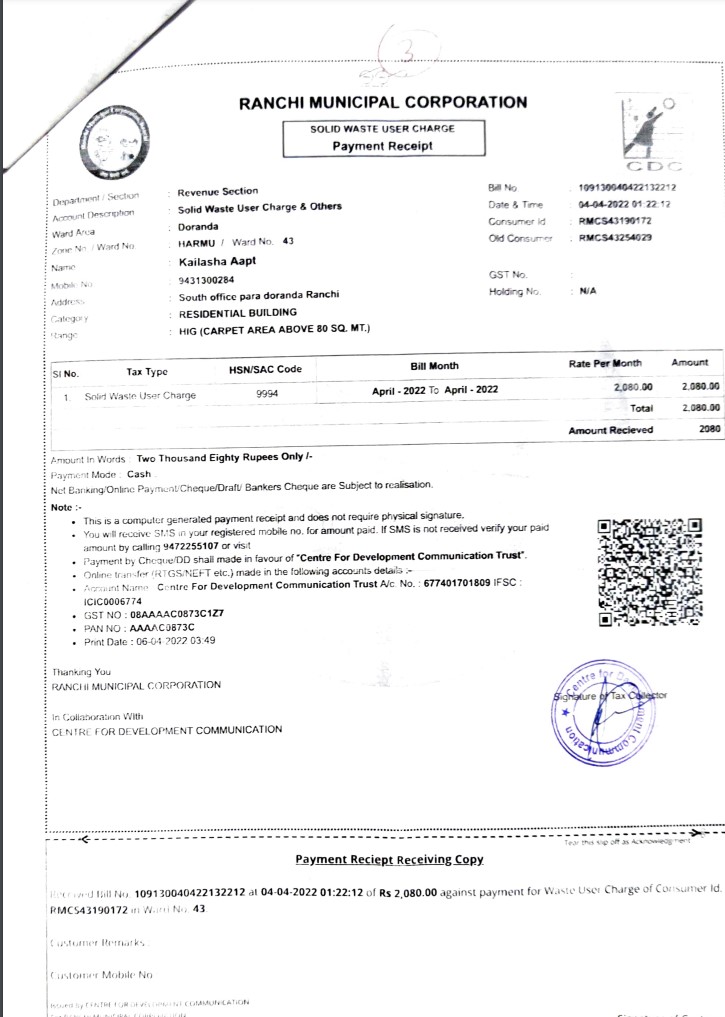 3
RANCHI MUNICIPAL CORPORATION
SOLID WASTE USER CHARGE
Payment Receipt
CDC
Department / Section : Revenue Section
Account Description : Solid Waste User Charge & Others
Ward Area : Doranda
Zone No. / Ward No. : HARMU / Ward No. 43
Name : Kailasha Aapt
Mobile No. : 9431300284
Address : South office para doranda Ranchi
Category : RESIDENTIAL BUILDING
Range : HIG (CARPET AREA ABOVE 80 SQ. MT.)
Bill No. : 109130040422132212
Date & Time : 04-04-2022 01:22:12
Consumer Id : RMCS43190172
Old Consumer : RMCS43254029
GST No. :
Holding No. : N/A
Sl No. Tax Type HSN/SAC Code Bill Month Rate Per Month Amount
1. Solid Waste User Charge 9994 April - 2022 To April - 2022 2,080.00 2,080.00
Total 2,080.00
Amount Recieved 2080
Amount In Words : Two Thousand Eighty Rupees Only /-
Payment Mode : Cash
Net Banking/Online Payment/Cheque/Draft/ Bankers Cheque are Subject to realisation.
Note :-
• This is a computer generated payment receipt and does not require physical signature.
• You will receive SMS in your registered mobile no. for amount paid. If SMS is not received verify your paid
amount by calling 9472255107 or visit
• Payment by Cheque/DD shall made in favour of "Centre For Development Communication Trust".
• Online transfer (RTGS/NEFT etc.) made in the following accounts details :-
• Account Name : Centre For Development Communication Trust A/c. No. : 677401701809 IFSC :
ICIC0006774
• GST NO : 08AAAAC0873C1Z7
• PAN NO : AAAAC0873C
• Print Date : 06-04-2022 03:49
Thanking You
RANCHI MUNICIPAL CORPORATION
In Collaboration With
CENTRE FOR DEVELOPMENT COMMUNICATION
Signature of Tax Collector
Centre for Development Communication
Tear this slip off as Acknowledgment
Payment Reciept Receiving Copy
Received Bill No. 109130040422132212 at 04-04-2022 01:22:12 of Rs 2,080.00 against payment for Waste User Charge of Consumer Id.
RMCS43190172 in Ward No. 43.
Customer Remarks :
Customer Mobile No.
Issued by CENTRE FOR DEVELOPMENT COMMUNICATION